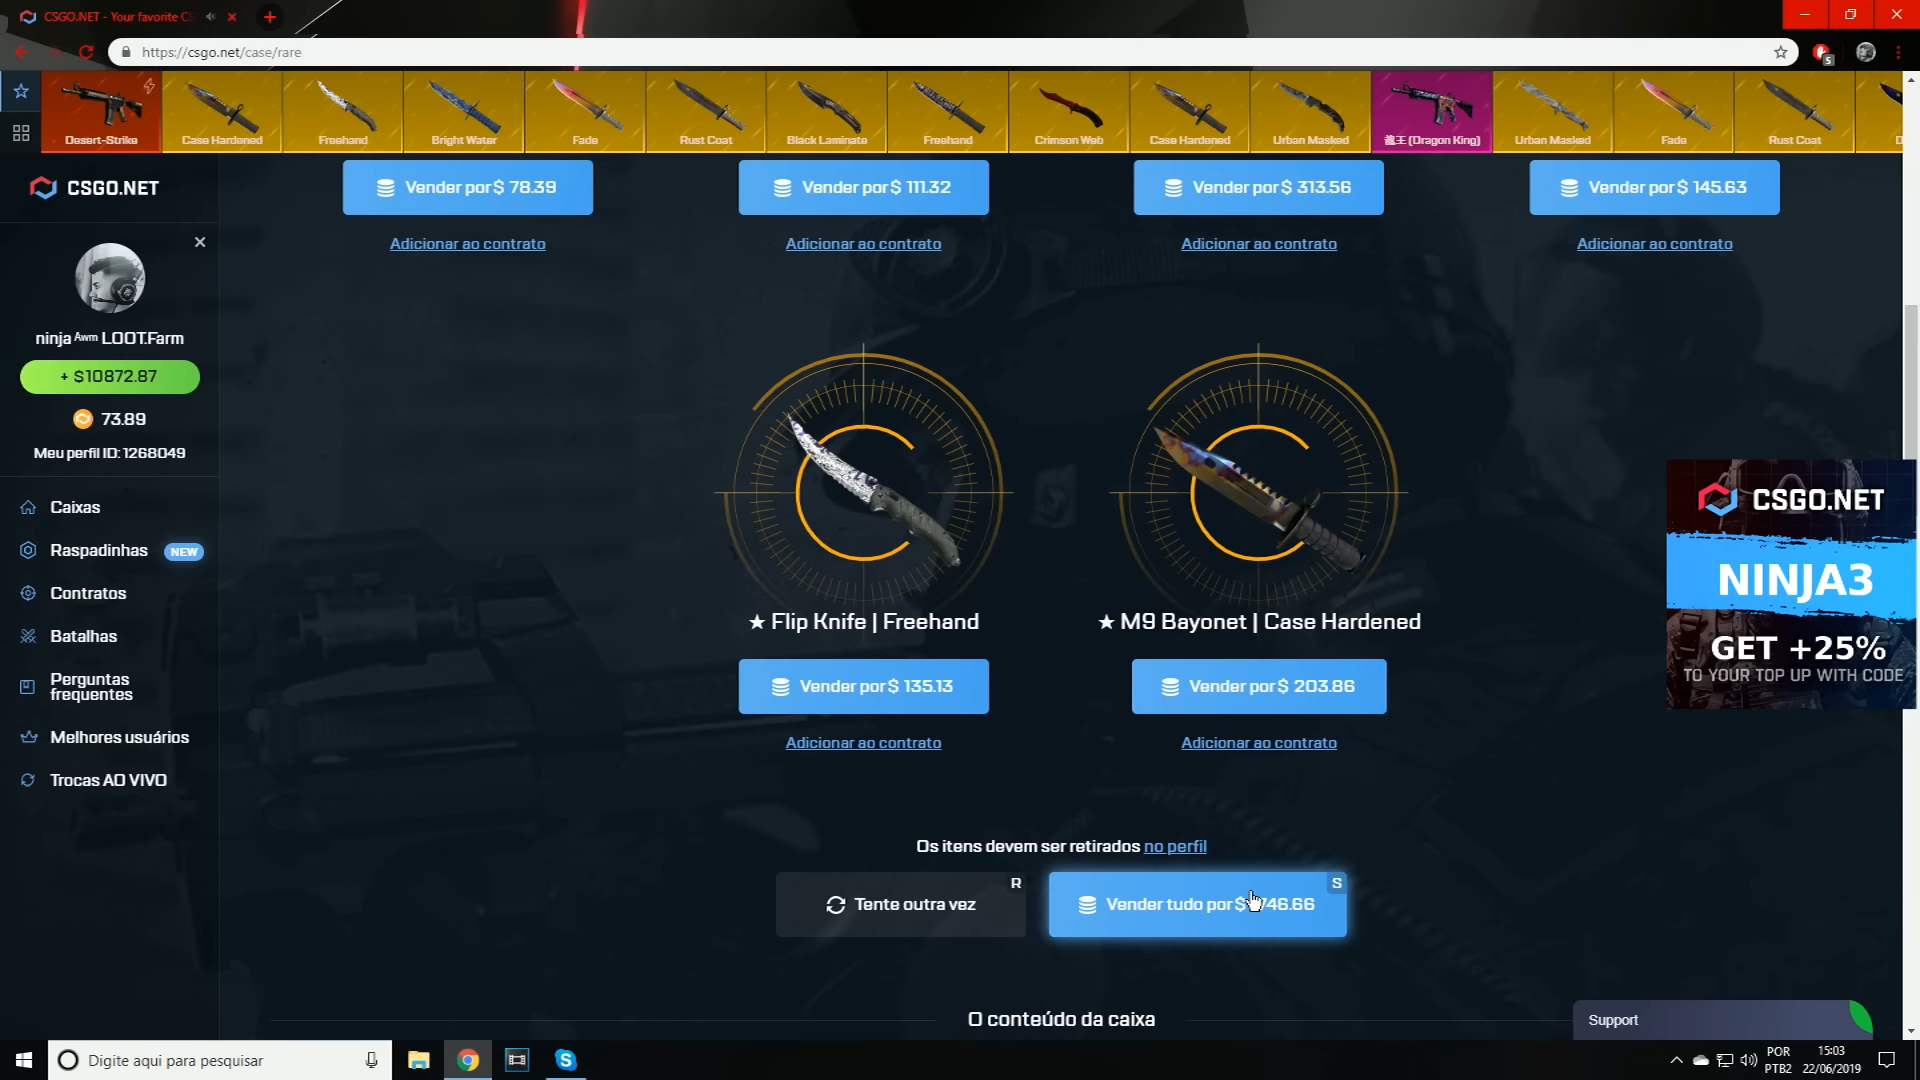 CSGO.NET - Your favorite CS
https://csgo.net/case/rare
5
Desert-Strike
Case Hardened
Freehand
Bright Water
Fade
Rust Coat
Black Laminate
Freehand
Crimson Web
Case Hardened
Urban Masked
龍王 (Dragon King)
Urban Masked
Fade
Rust Coat
CSGO.NET
ninja ᴬʷᵐ LOOT.Farm
+ $10872.87
73.89
Meu perfil ID: 1268049
Caixas
Raspadinhas NEW
Contratos
Batalhas
Perguntas
frequentes
Melhores usuários
Trocas AO VIVO
Vender por $ 78.39
Vender por $ 111.32
Vender por $ 313.56
Vender por $ 145.63
Adicionar ao contrato
Adicionar ao contrato
Adicionar ao contrato
Adicionar ao contrato
★ Flip Knife | Freehand
★ M9 Bayonet | Case Hardened
Vender por $ 135.13
Vender por $ 203.86
Adicionar ao contrato
Adicionar ao contrato
Os itens devem ser retirados no perfil
Tente outra vez R
Vender tudo por $ 746.66 S
O conteúdo da caixa
CSGO.NET
NINJA3
GET +25%
TO YOUR TOP UP WITH CODE
Support
Digite aqui para pesquisar
POR
PTB2
15:03
22/06/2019